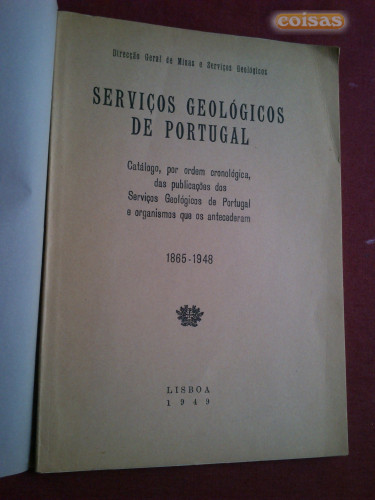 coisas
Direcção Geral de Minas e Serviços Geológicos
SERVIÇOS GEOLÓGICOS
DE PORTUGAL
Catálogo, por ordem cronológica,
das publicações dos
Serviços Geológicos de Portugal
e organismos que os antecederam
1865-1948
LISBOA
1949